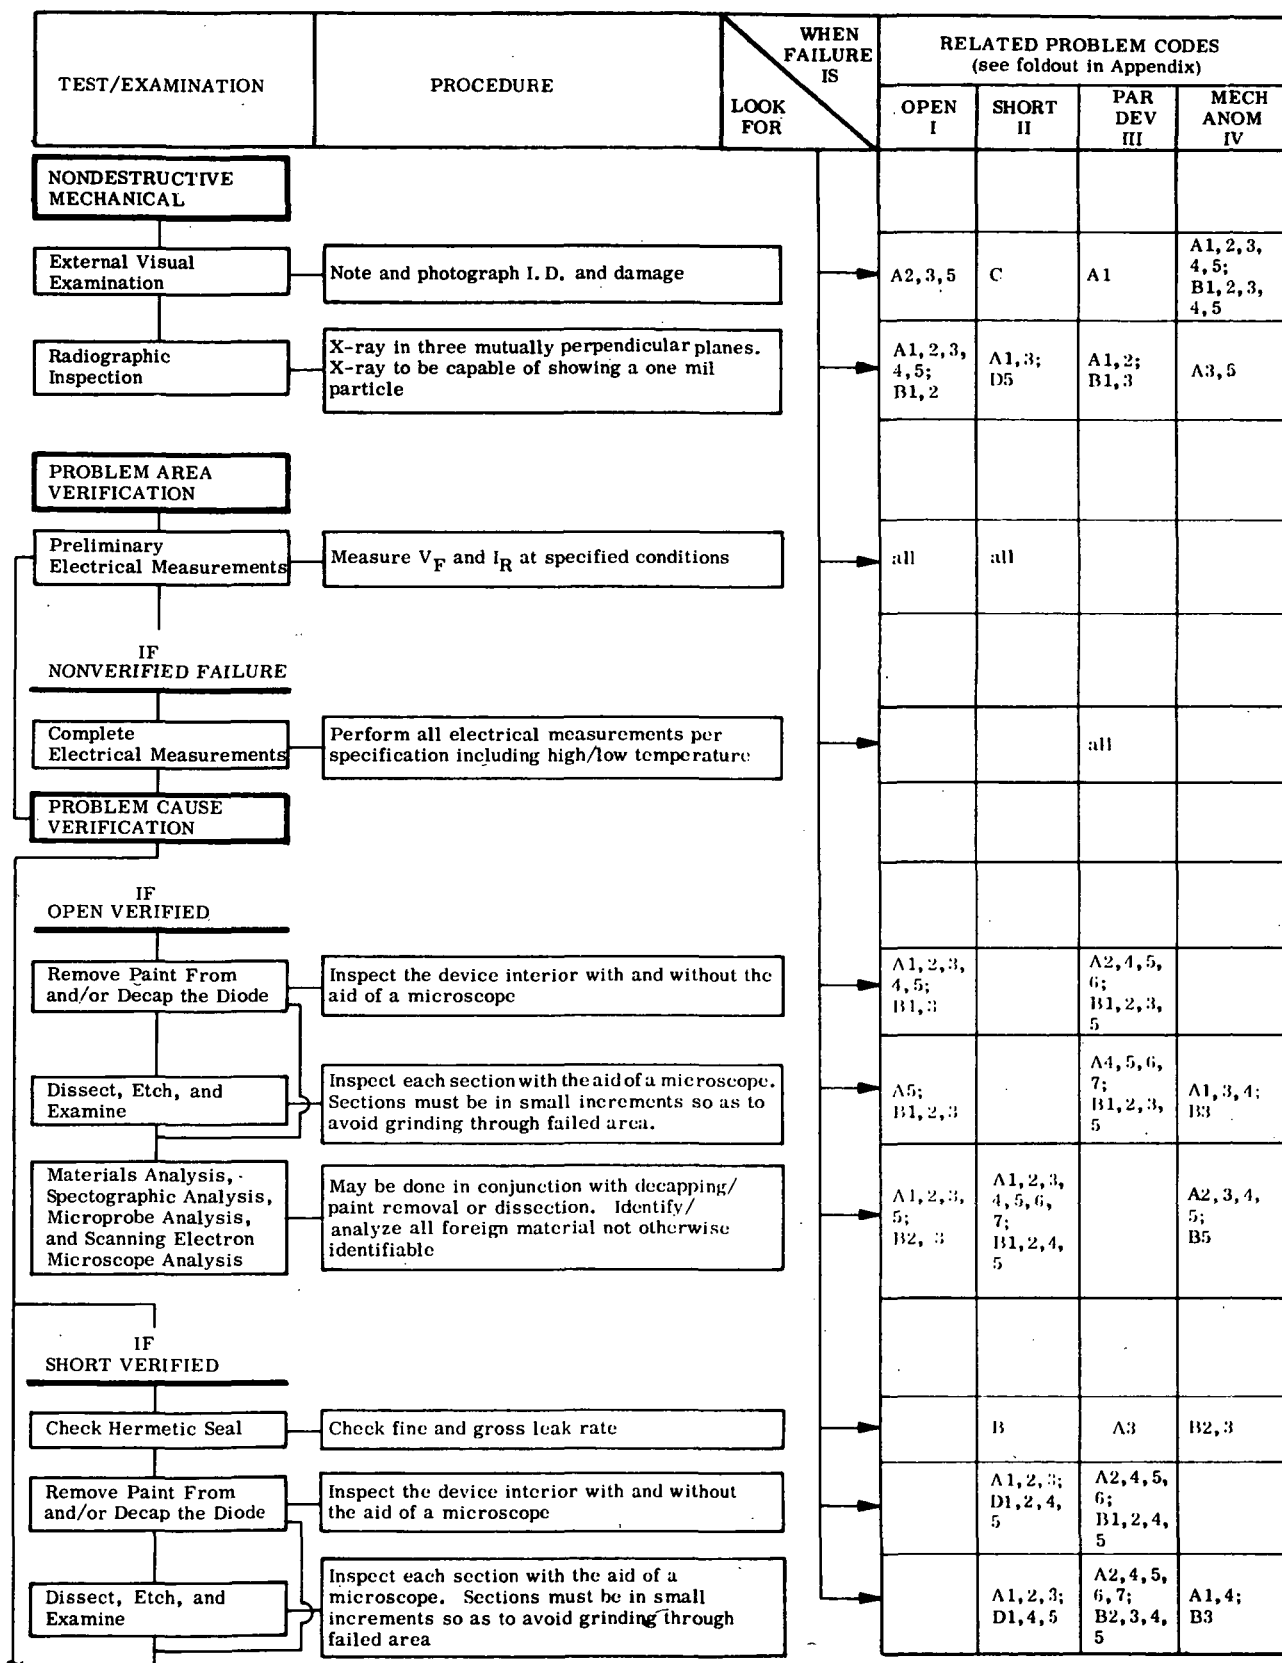 TEST/EXAMINATION
PROCEDURE
WHEN
FAILURE
IS
LOOK
FOR
RELATED PROBLEM CODES
(see foldout in Appendix)
OPEN
I
SHORT
II
PAR
DEV
III
MECH
ANOM
IV
NONDESTRUCTIVE
MECHANICAL
External Visual
Examination
Note and photograph I. D. and damage
A2,3,5
C
A1
A1,2,3,
4,5;
B1,2,3,
4,5
Radiographic
Inspection
X-ray in three mutually perpendicular planes.
X-ray to be capable of showing a one mil
particle
A1,2,3,
4,5;
B1,2
A1,3;
D5
A1,2;
B1,3
A3,5
PROBLEM AREA
VERIFICATION
Preliminary
Electrical Measurements
Measure VF and IR at specified conditions
all
all
IF
NONVERIFIED FAILURE
Complete
Electrical Measurements
Perform all electrical measurements per
specification including high/low temperature
all
PROBLEM CAUSE
VERIFICATION
IF
OPEN VERIFIED
Remove Paint From
and/or Decap the Diode
Inspect the device interior with and without the
aid of a microscope
A1,2,3,
4,5;
B1,3
A2,4,5,
6;
B1,2,3,
5
Dissect, Etch, and
Examine
Inspect each section with the aid of a microscope.
Sections must be in small increments so as to
avoid grinding through failed area.
A5;
B1,2,3
A4,5,6,
7;
B1,2,3,
5
A1,3,4;
B3
Materials Analysis,
Spectographic Analysis,
Microprobe Analysis,
and Scanning Electron
Microscope Analysis
May be done in conjunction with decapping/
paint removal or dissection. Identify/
analyze all foreign material not otherwise
identifiable
A1,2,3,
5;
B2, 3
A1,2,3,
4,5,6,
7;
B1,2,4,
5
A2,3,4,
5;
B5
IF
SHORT VERIFIED
Check Hermetic Seal
Check fine and gross leak rate
B
A3
B2,3
Remove Paint From
and/or Decap the Diode
Inspect the device interior with and without
the aid of a microscope
A1,2,3;
D1,2,4,
5
A2,4,5,
6;
B1,2,4,
5
Dissect, Etch, and
Examine
Inspect each section with the aid of a
microscope. Sections must be in small
increments so as to avoid grinding through
failed area
A1,2,3;
D1,4,5
A2,4,5,
6,7;
B2,3,4,
5
A1,4;
B3